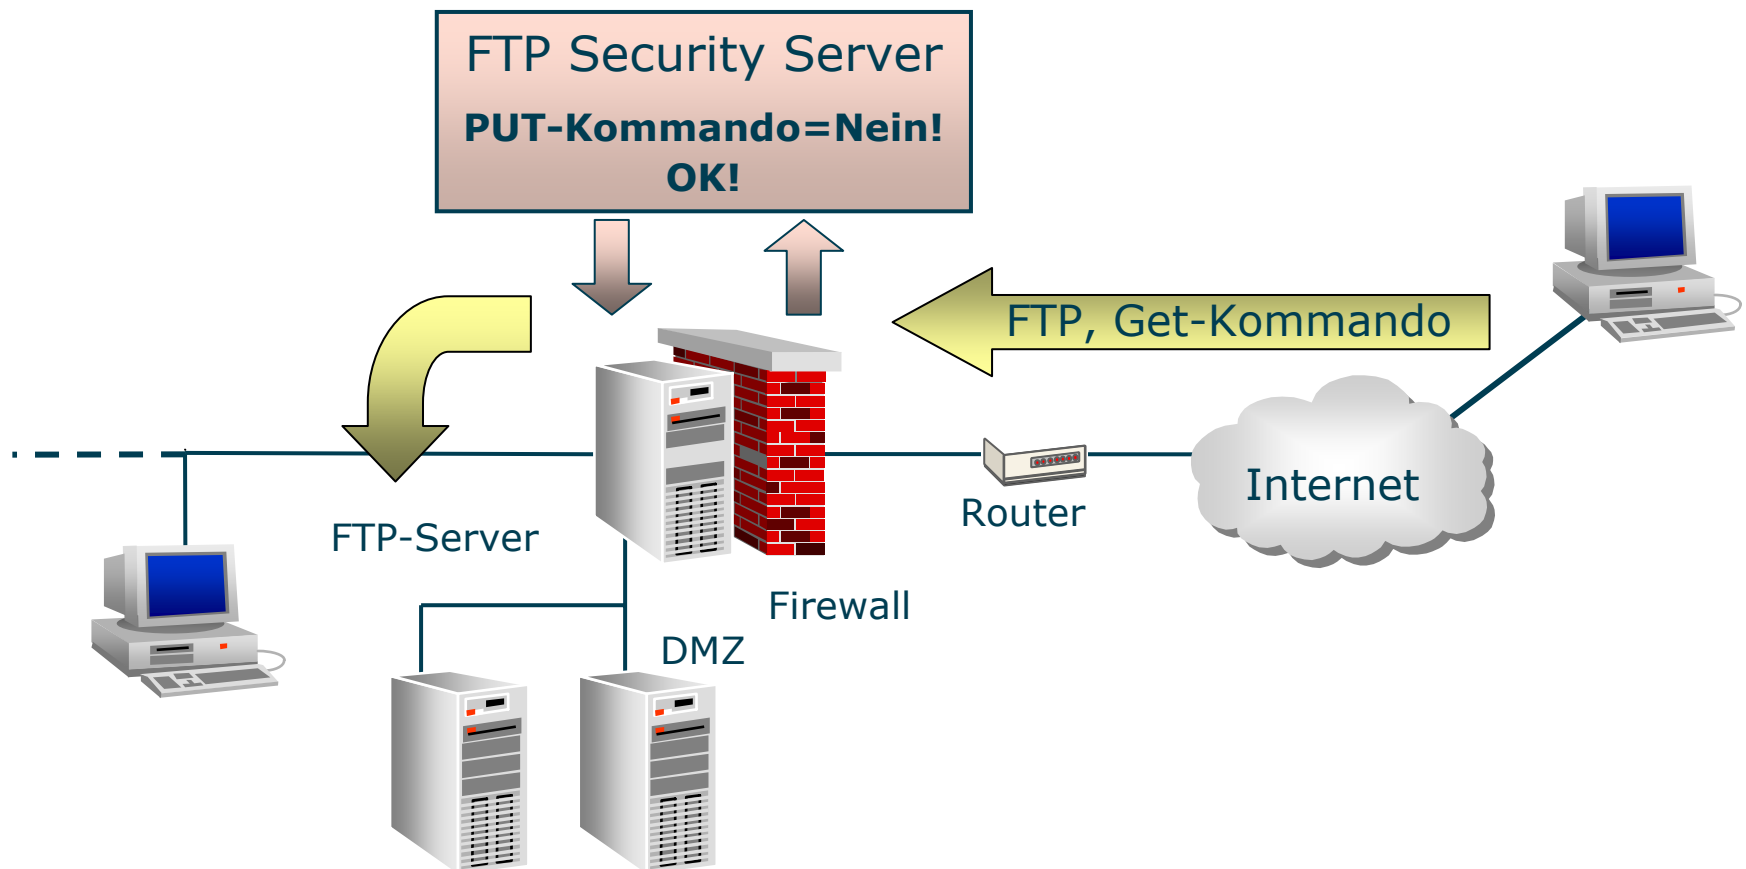 FTP Security Server
PUT-Kommando=Nein!
OK!
FTP, Get-Kommando
Internet
Router
FTP-Server
Firewall
DMZ